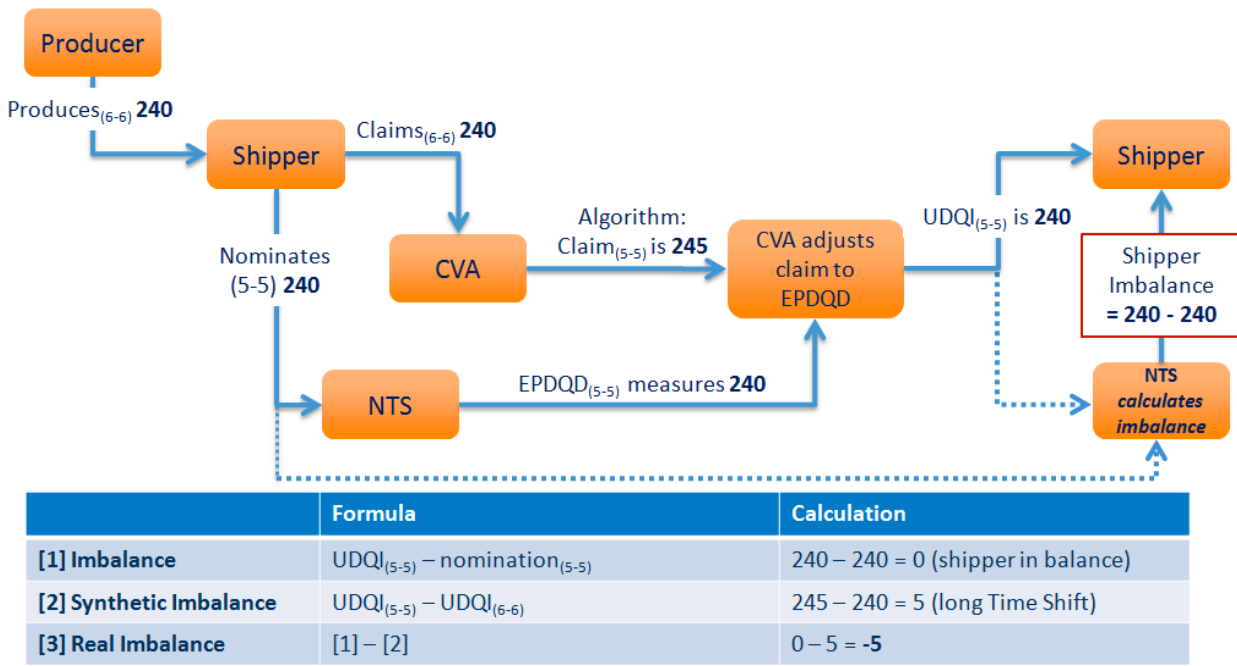 Producer
Produces(6-6) 240
Shipper
Claims(6-6) 240
Nominates
(5-5) 240
CVA
Algorithm:
Claim(5-5) is 245
CVA adjusts
claim to
EPDQD
NTS
EPDQD(5-5) measures 240
UDQI(5-5) is 240
Shipper
Shipper
Imbalance
= 240 - 240
NTS
calculates
imbalance
Formula Calculation
[1] Imbalance UDQI(5-5) – nomination(5-5) 240 – 240 = 0 (shipper in balance)
[2] Synthetic Imbalance UDQI(5-5) – UDQI(6-6) 245 – 240 = 5 (long Time Shift)
[3] Real Imbalance [1] – [2] 0 – 5 = -5